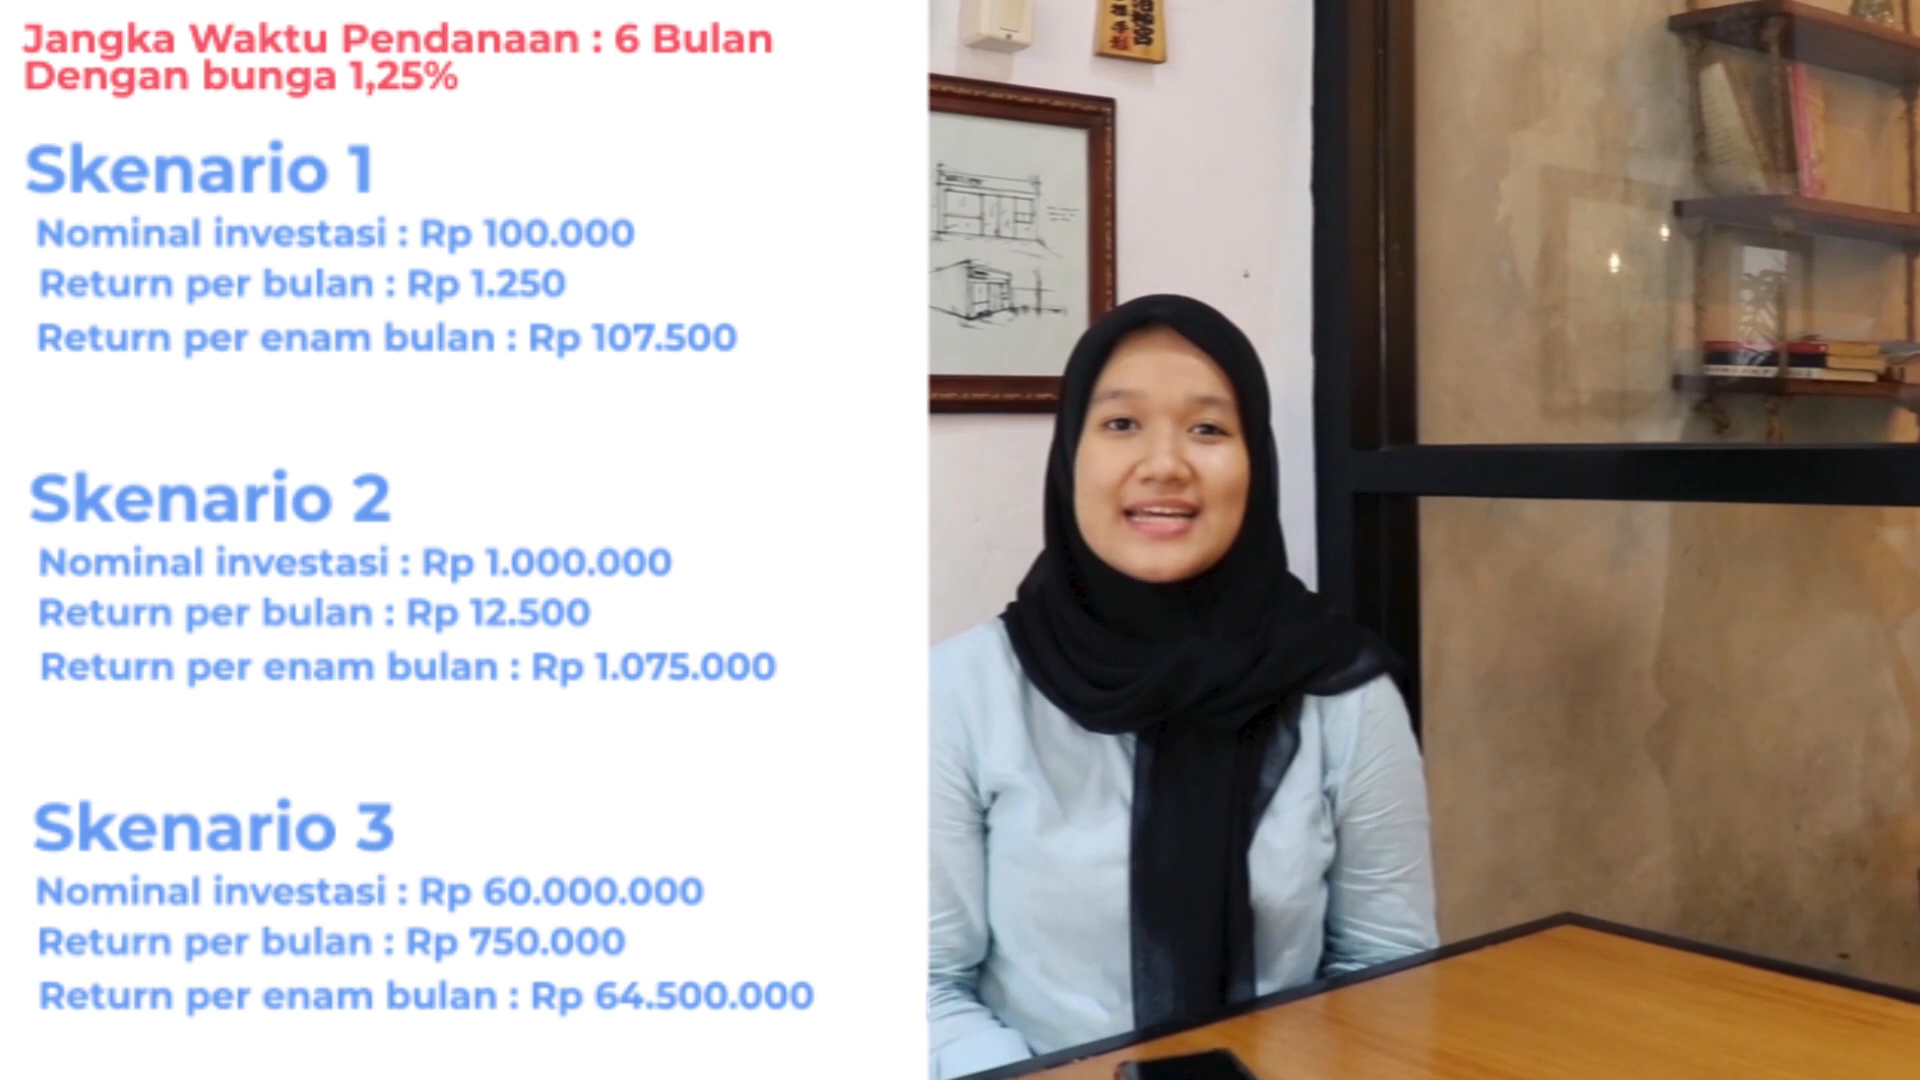 Jangka Waktu Pendanaan : 6 Bulan
Dengan bunga 1,25%
Skenario 1
Nominal investasi : Rp 100.000
Return per bulan : Rp 1.250
Return per enam bulan : Rp 107.500
Skenario 2
Nominal investasi : Rp 1.000.000
Return per bulan : Rp 12.500
Return per enam bulan : Rp 1.075.000
Skenario 3
Nominal investasi : Rp 60.000.000
Return per bulan : Rp 750.000
Return per enam bulan : Rp 64.500.000